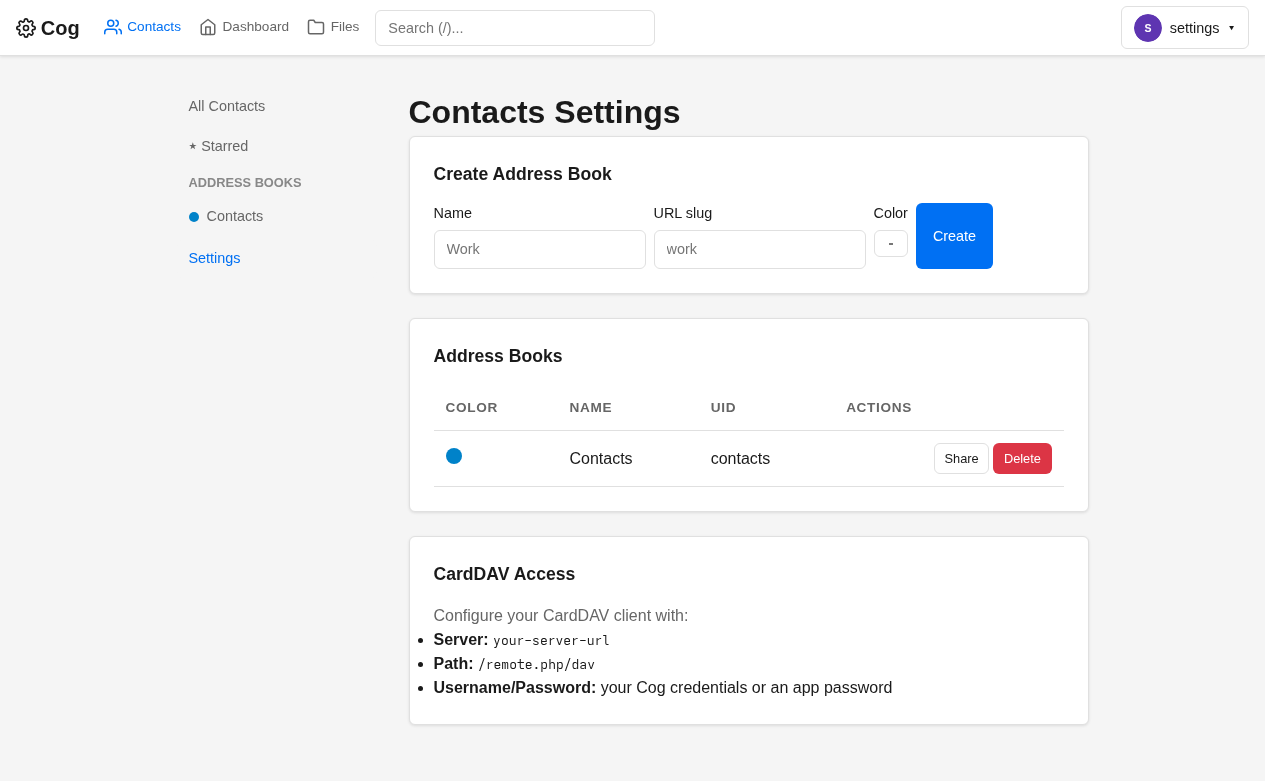 Cog Contacts Dashboard Files Search (/)... S settings ▾
All Contacts
★ Starred
ADDRESS BOOKS
Contacts
Settings
Contacts Settings
Create Address Book
Name URL slug Color
Work work - Create
Address Books
COLOR NAME UID ACTIONS
Contacts contacts Share Delete
CardDAV Access
Configure your CardDAV client with:
• Server: your-server-url
• Path: /remote.php/dav
• Username/Password: your Cog credentials or an app password